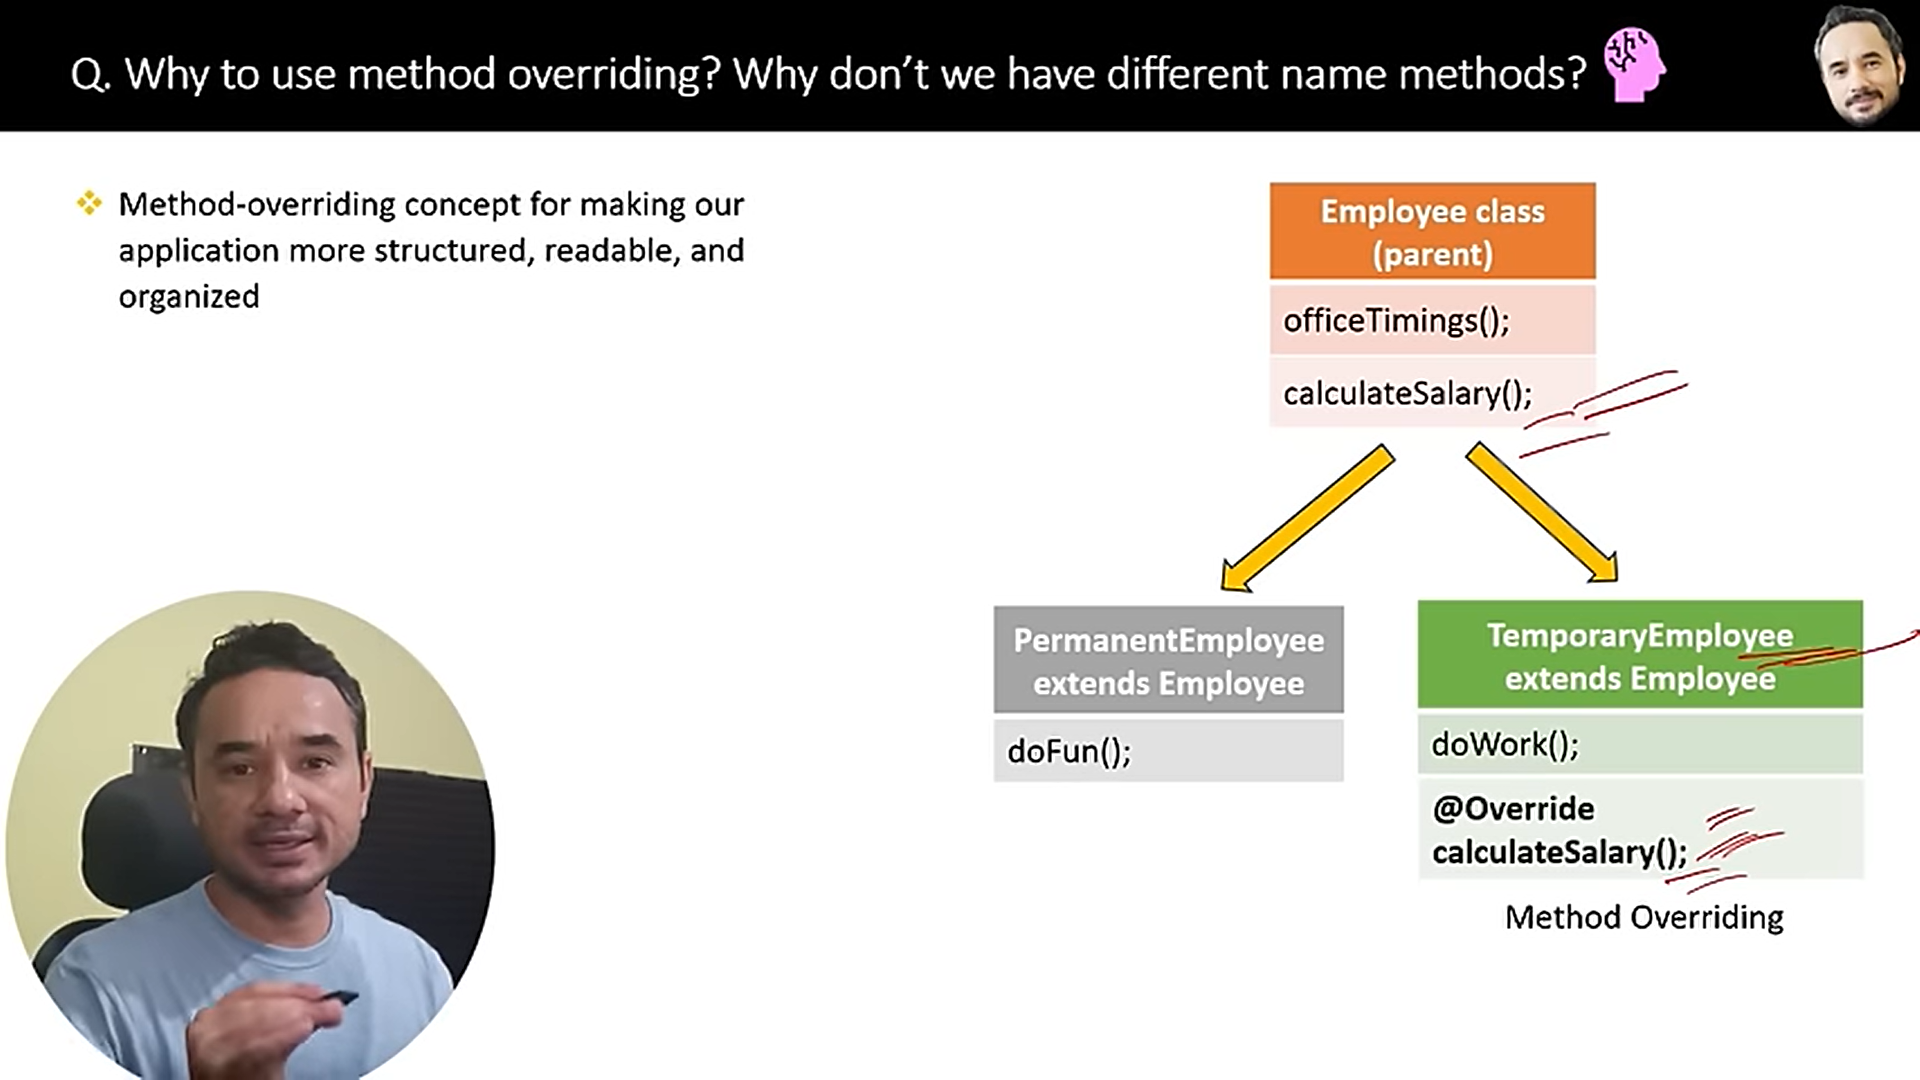 Q. Why to use method overriding? Why don't we have different name methods?
Method-overriding concept for making our
application more structured, readable, and
organized
Employee class
(parent)
officeTimings();
calculateSalary();
PermanentEmployee
extends Employee
doFun();
TemporaryEmployee
extends Employee
doWork();
@Override
calculateSalary();
Method Overriding